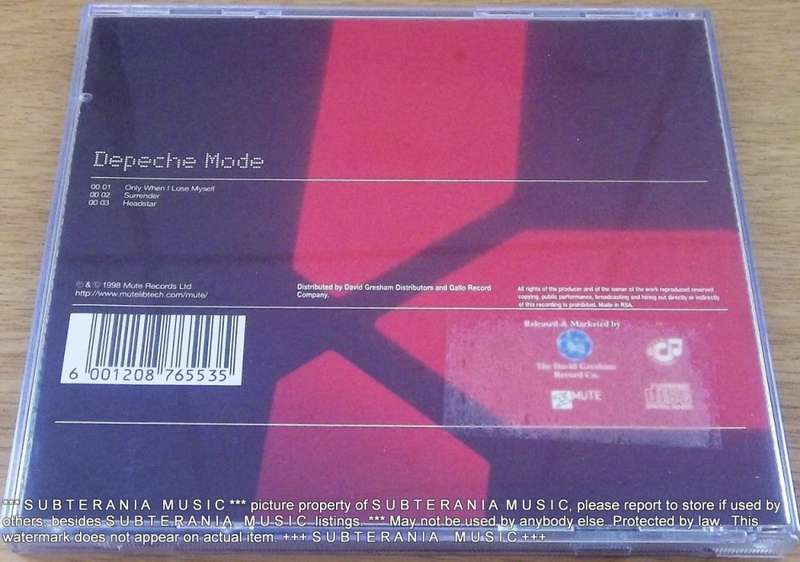 Depeche Mode
00 01 Only When I Lose Myself
00 02 Surrender
00 03 Headstar
℗ & © 1998 Mute Records Ltd
http://www.mutelibtech.com/mute/
Distributed by David Gresham Distributors and Gallo Record
Company.
All rights of the producer and of the owner of the work reproduced reserved
copying, public performance, broadcasting and hiring out directly or indirectly
of this recording is prohibited. Made in RSA.
6 001208 765535
Released & Marketed by
The David Gresham
Record Co.
MUTE
*** S U B T E R A N I A M U S I C *** picture property of S U B T E R A N I A M U S I C, please report to store if used by
others, besides S U B T E R A N I A M U S I C listings. *** May not be used by anybody else. Protected by law. This
watermark does not appear on actual item. +++ S U B T E R A N I A M U S I C +++